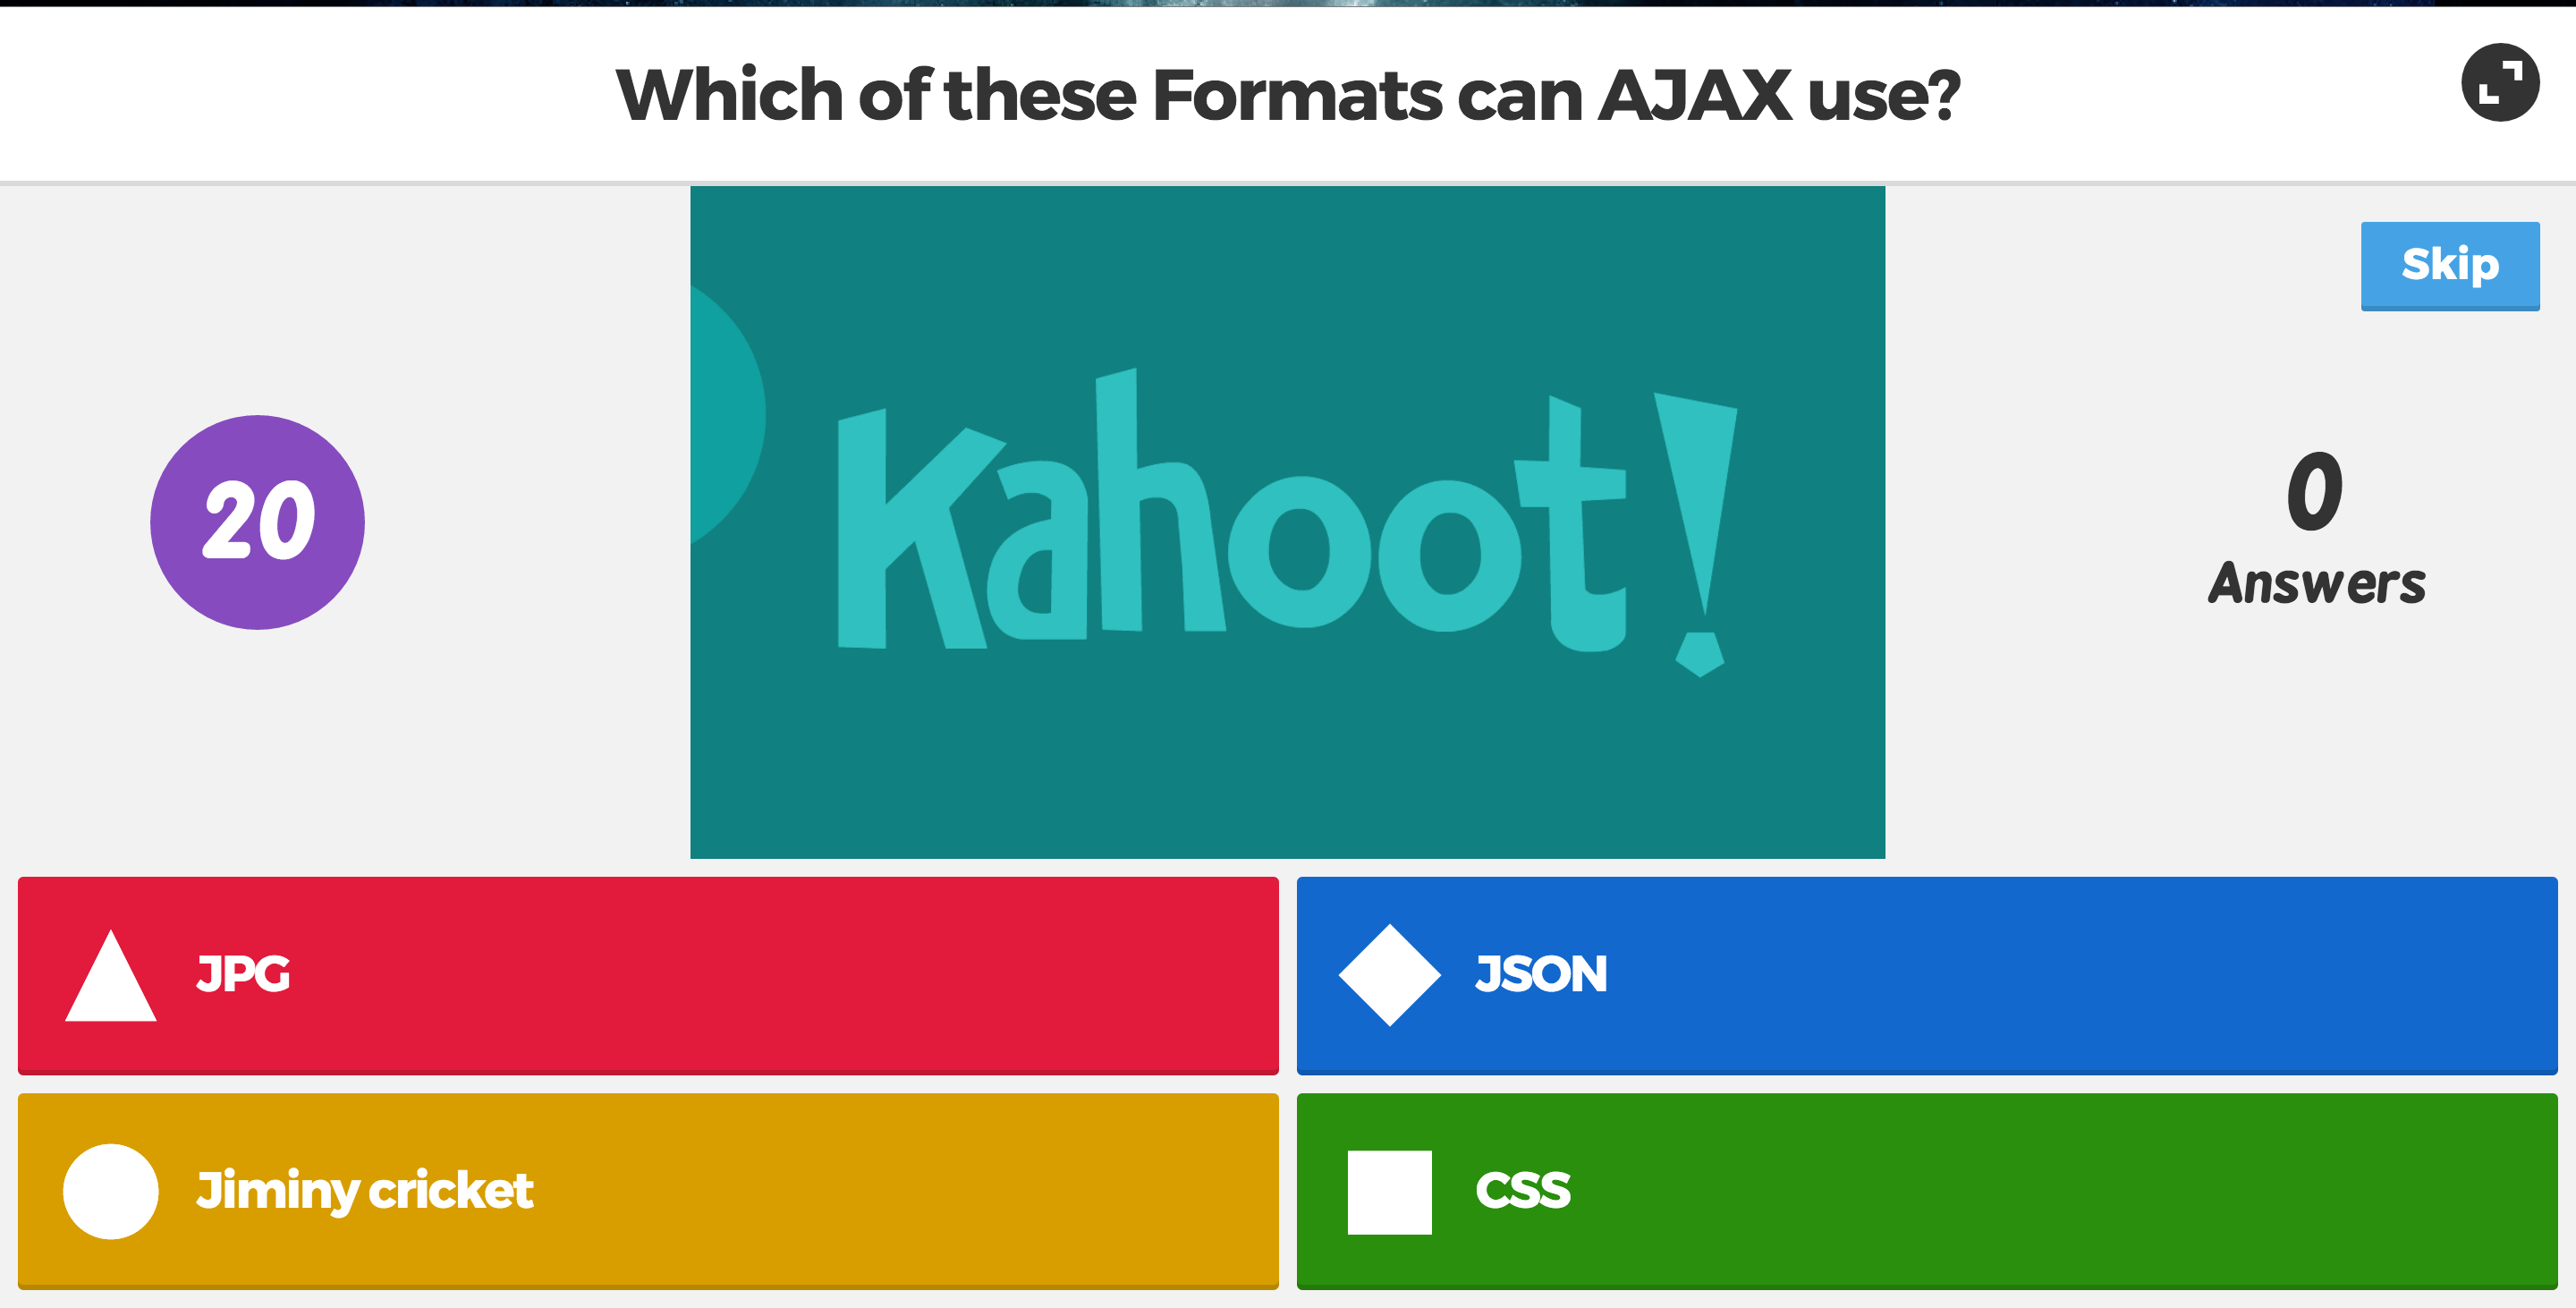 Which of these Formats can AJAX use?
Skip
20
Kahoot!
0
Answers
JPG
JSON
Jiminy cricket
CSS